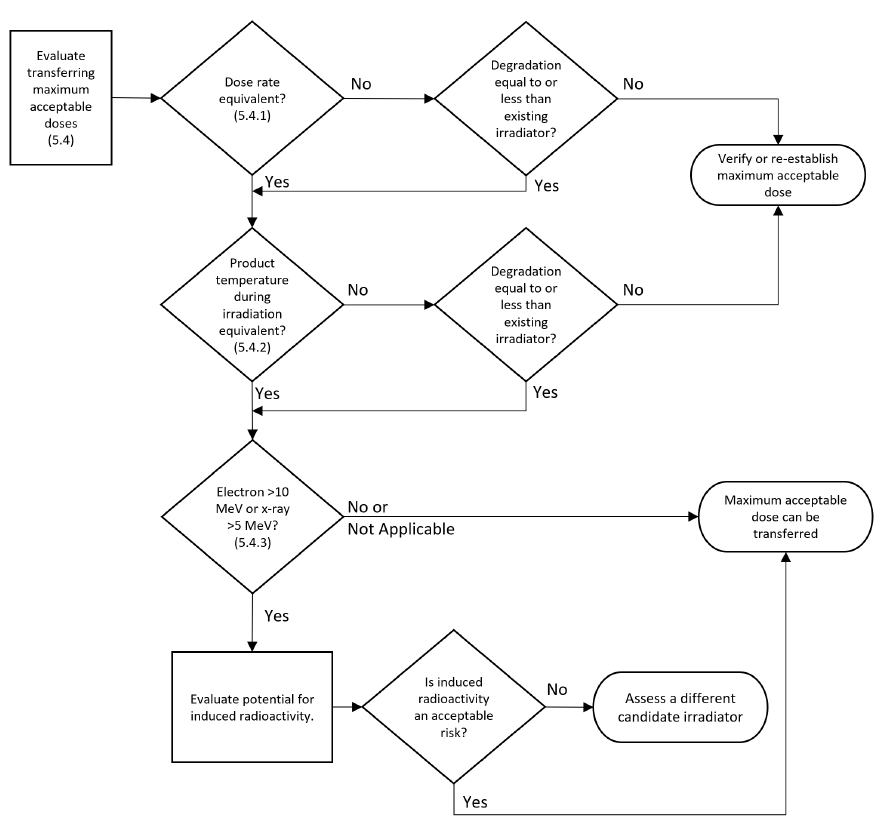 Evaluate
transferring
maximum
acceptable
doses
(5.4)
Dose rate
equivalent?
(5.4.1)
No
Degradation
equal to or
less than
existing
irradiator?
No
Verify or re-establish
maximum acceptable
dose
Yes
Yes
Product
temperature
during
irradiation
equivalent?
(5.4.2)
No
Degradation
equal to or
less than
existing
irradiator?
No
Yes
Yes
Electron >10
MeV or x-ray
>5 MeV?
(5.4.3)
No or
Not Applicable
Maximum acceptable
dose can be
transferred
Yes
Evaluate potential for
induced radioactivity.
Is induced
radioactivity
an acceptable
risk?
No
Assess a different
candidate irradiator
Yes